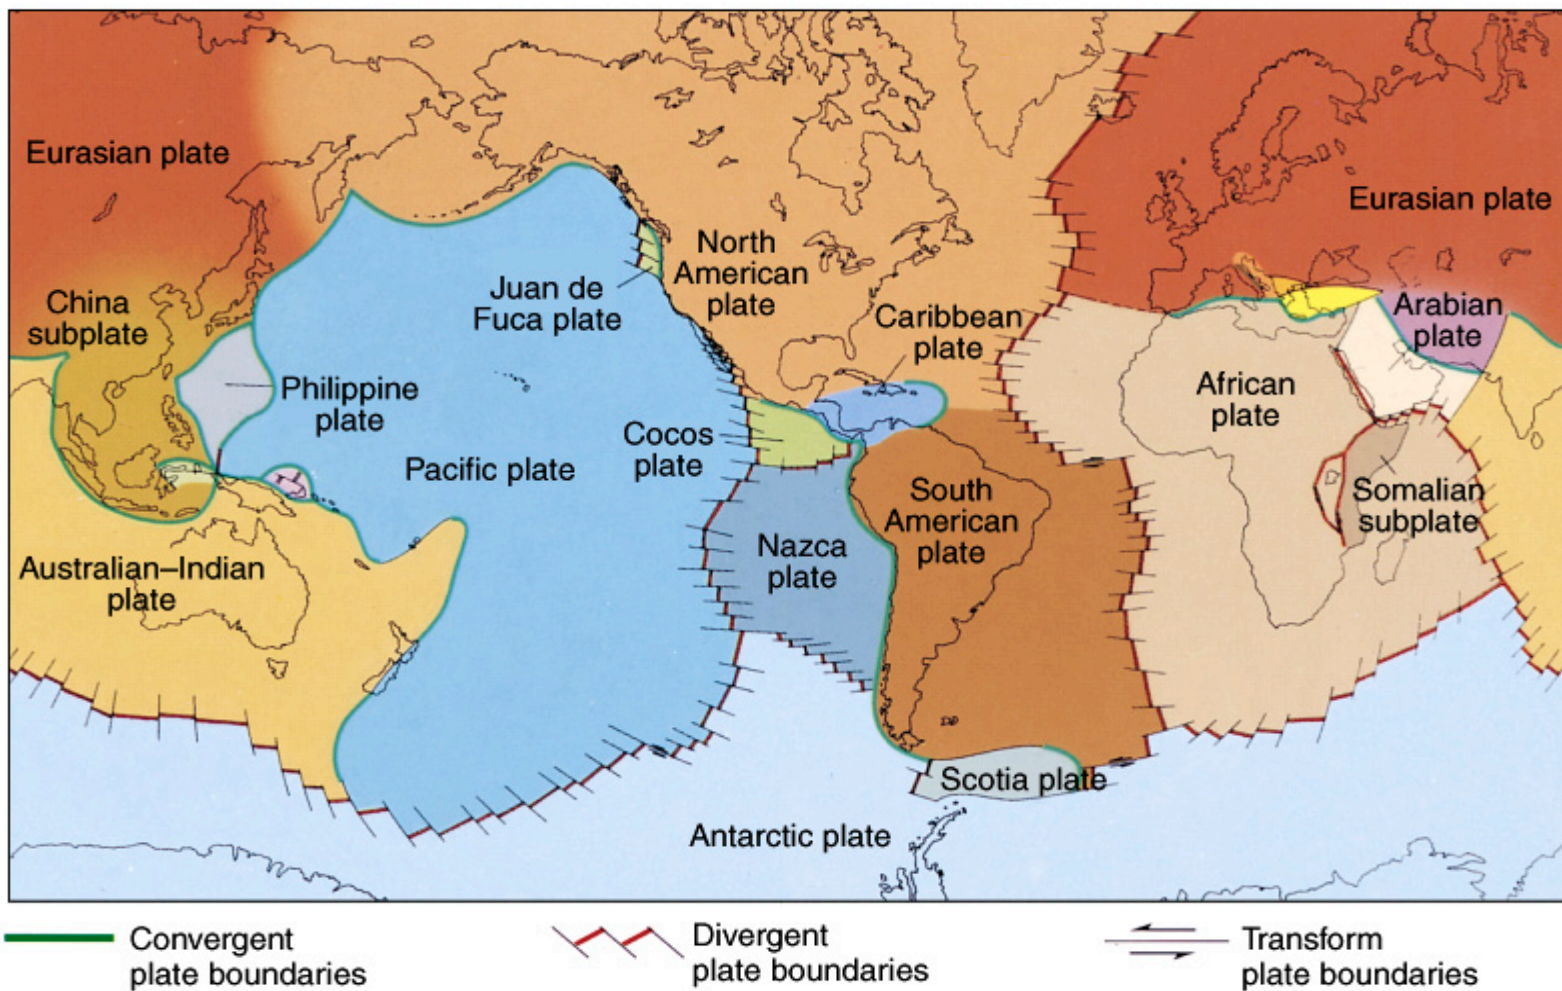 Eurasian plate
Eurasian plate
North
American
plate
Juan de
Fuca plate
China
subplate
Caribbean
plate
Arabian
plate
Philippine
plate
African
plate
Cocos
plate
Pacific plate
South
American
plate
Somalian
subplate
Nazca
plate
Australian–Indian
plate
Scotia plate
Antarctic plate
Convergent
plate boundaries
Divergent
plate boundaries
Transform
plate boundaries